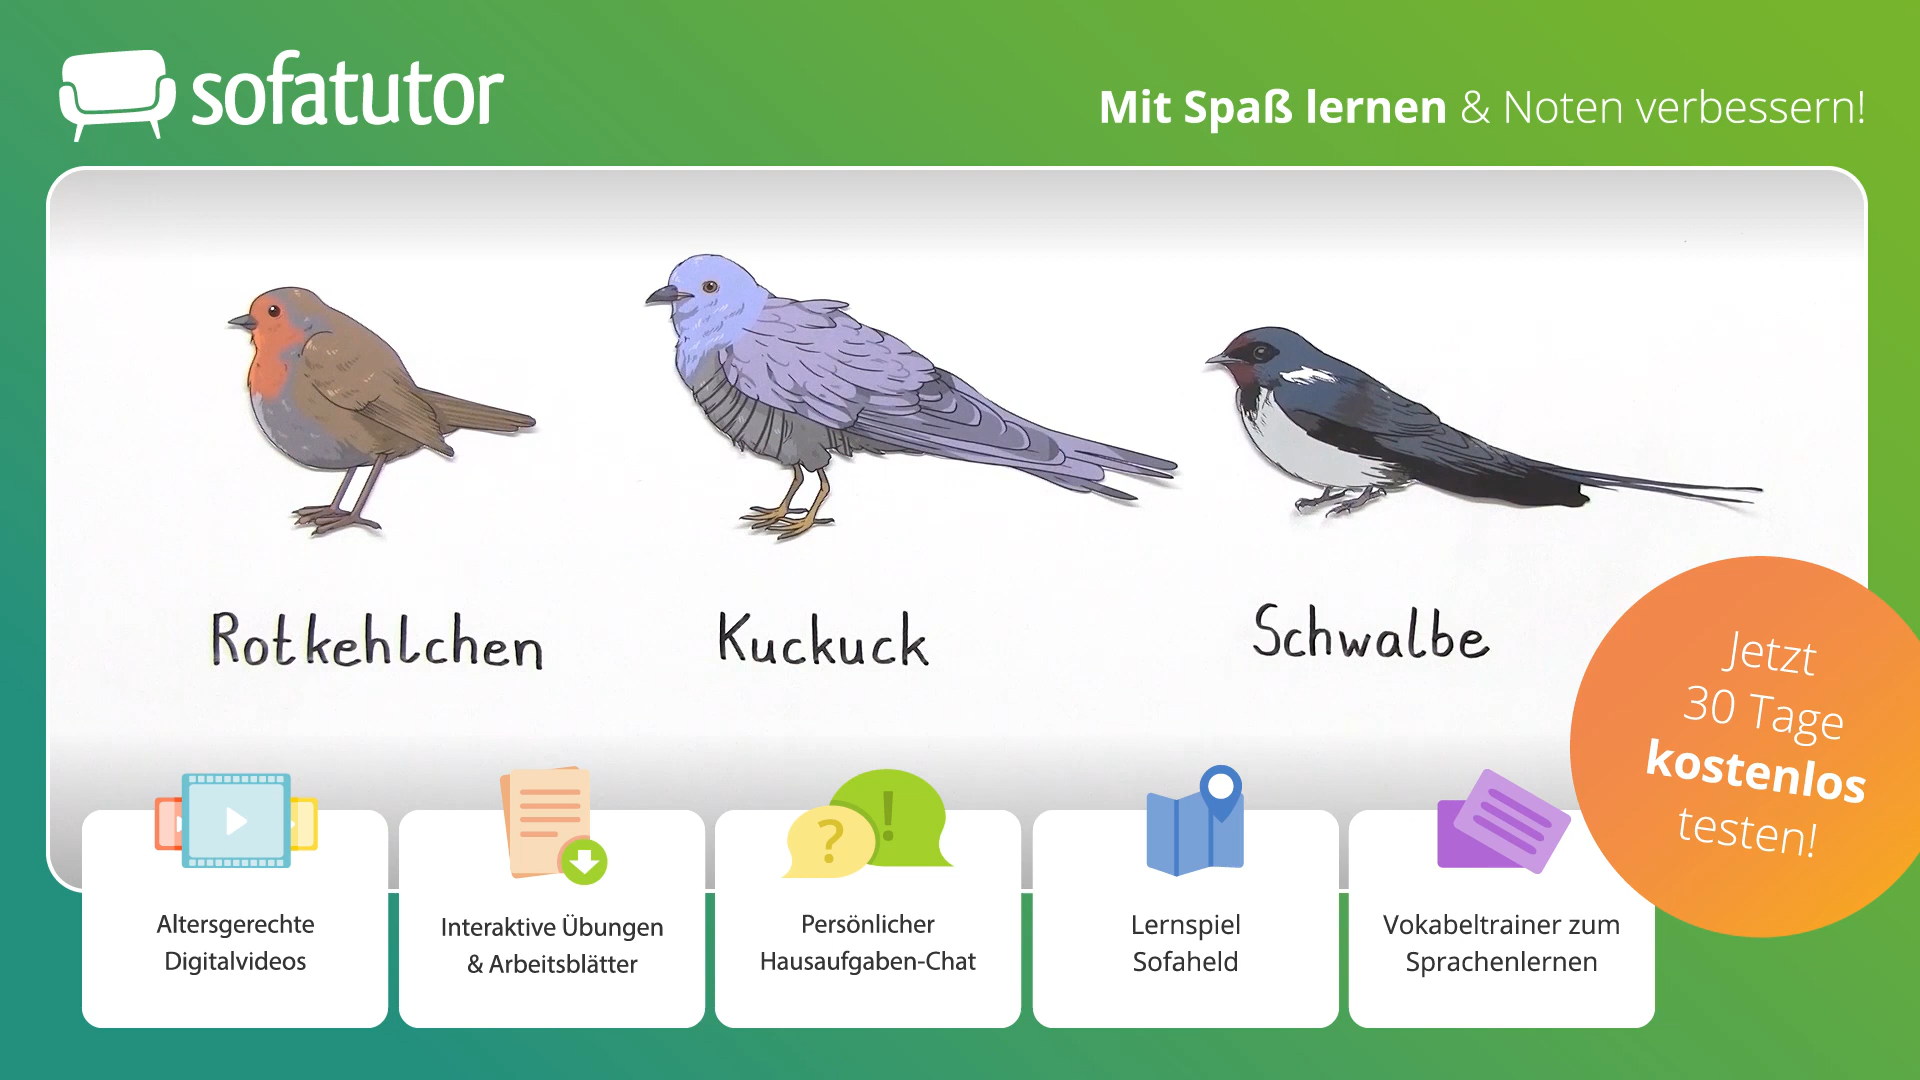 sofatutor
Mit Spaß lernen & Noten verbessern!
Rotkehlchen
Kuckuck
Schwalbe
Jetzt
30 Tage
kostenlos
testen!
Altersgerechte
Digitalvideos
Interaktive Übungen
& Arbeitsblätter
Persönlicher
Hausaufgaben-Chat
Lernspiel
Sofaheld
Vokabeltrainer zum
Sprachenlernen